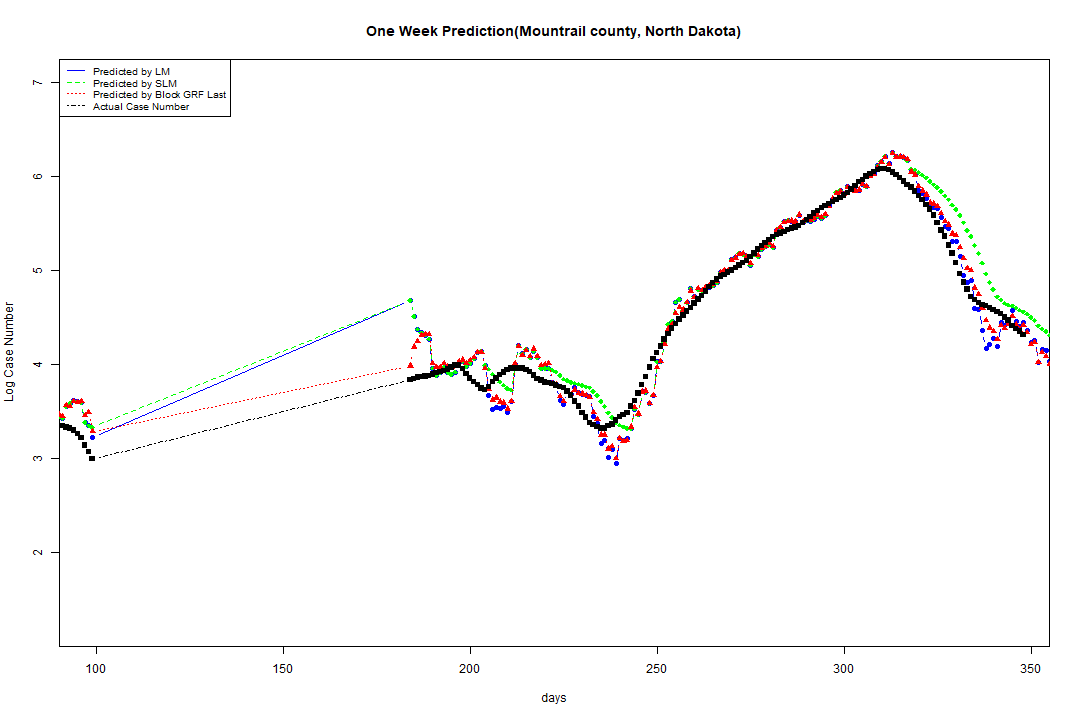 One Week Prediction(Mountrail county, North Dakota)
Predicted by LM
Predicted by SLM
Predicted by Block GRF Last
Actual Case Number
7
6
5
4
3
2
Log Case Number
100 150 200 250 300 350
days